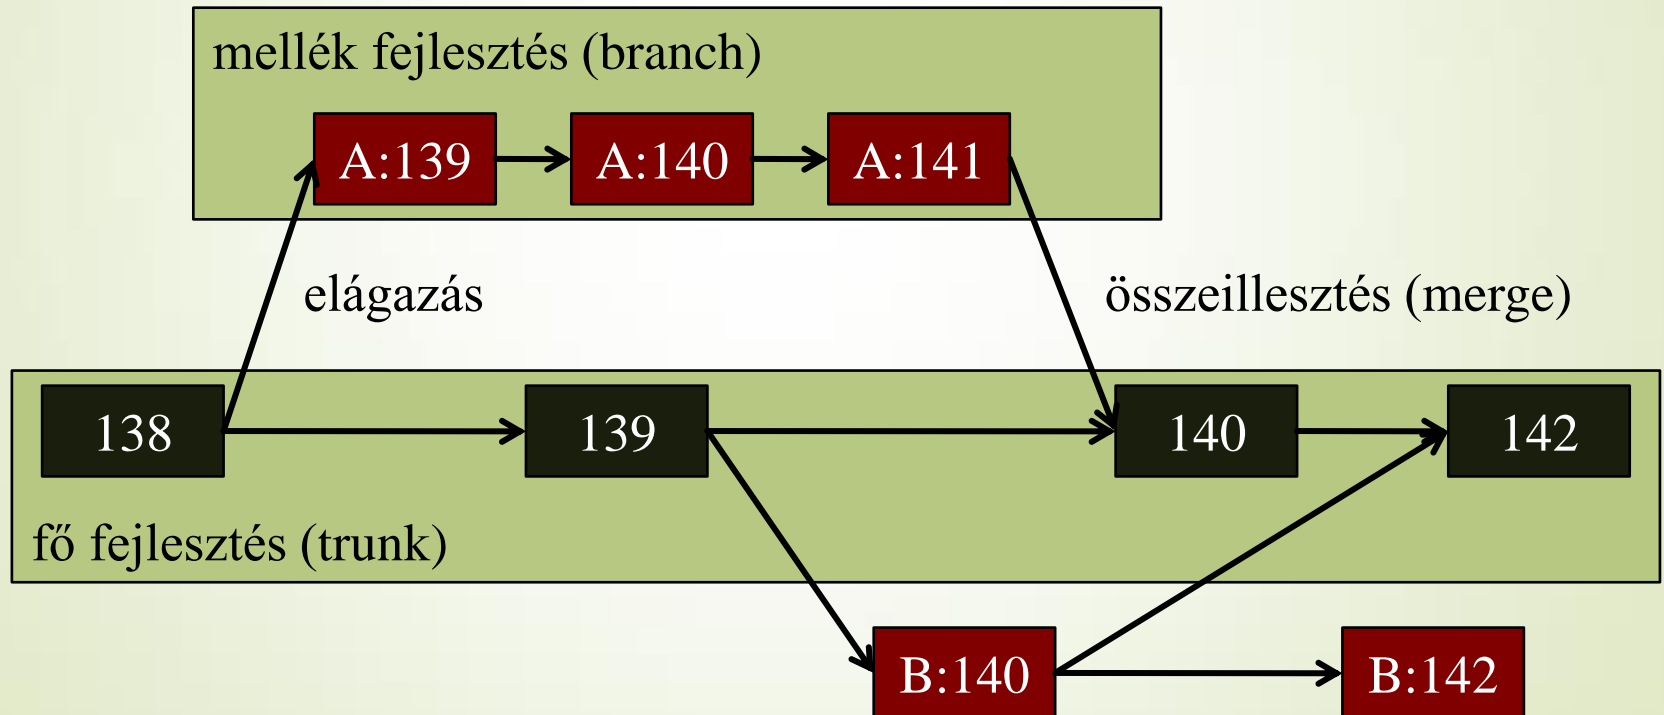 mellék fejlesztés (branch)
A:139
A:140
A:141
elágazás
összeillesztés (merge)
138
139
140
142
fő fejlesztés (trunk)
B:140
B:142